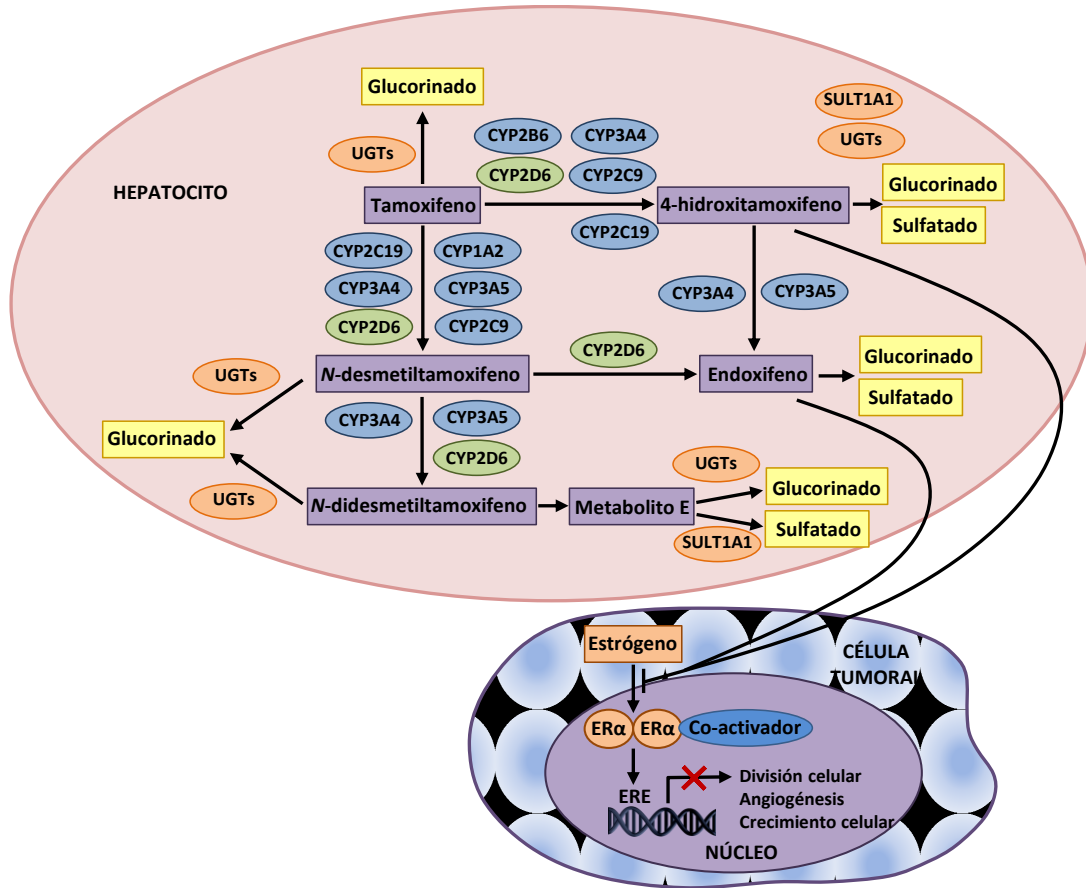 Glucorinado
SULT1A1
CYP2B6
CYP3A4
UGTs
UGTs
CYP2D6
CYP2C9
HEPATOCITO
Glucorinado
Tamoxifeno
4-hidroxitamoxifeno
Sulfatado
CYP2C19
CYP2C19
CYP1A2
CYP3A4
CYP3A5
CYP3A4
CYP3A5
CYP2D6
CYP2C9
CYP2D6
Glucorinado
UGTs
N-desmetiltamoxifeno
Endoxifeno
Sulfatado
CYP3A4
CYP3A5
Glucorinado
CYP2D6
UGTs
UGTs
Glucorinado
N-didesmetiltamoxifeno
Metabolito E
Sulfatado
SULT1A1
Estrógeno
CÉLULA
TUMORAL
ERα
ERα
Co-activador
División celular
ERE
Angiogénesis
Crecimiento celular
NÚCLEO